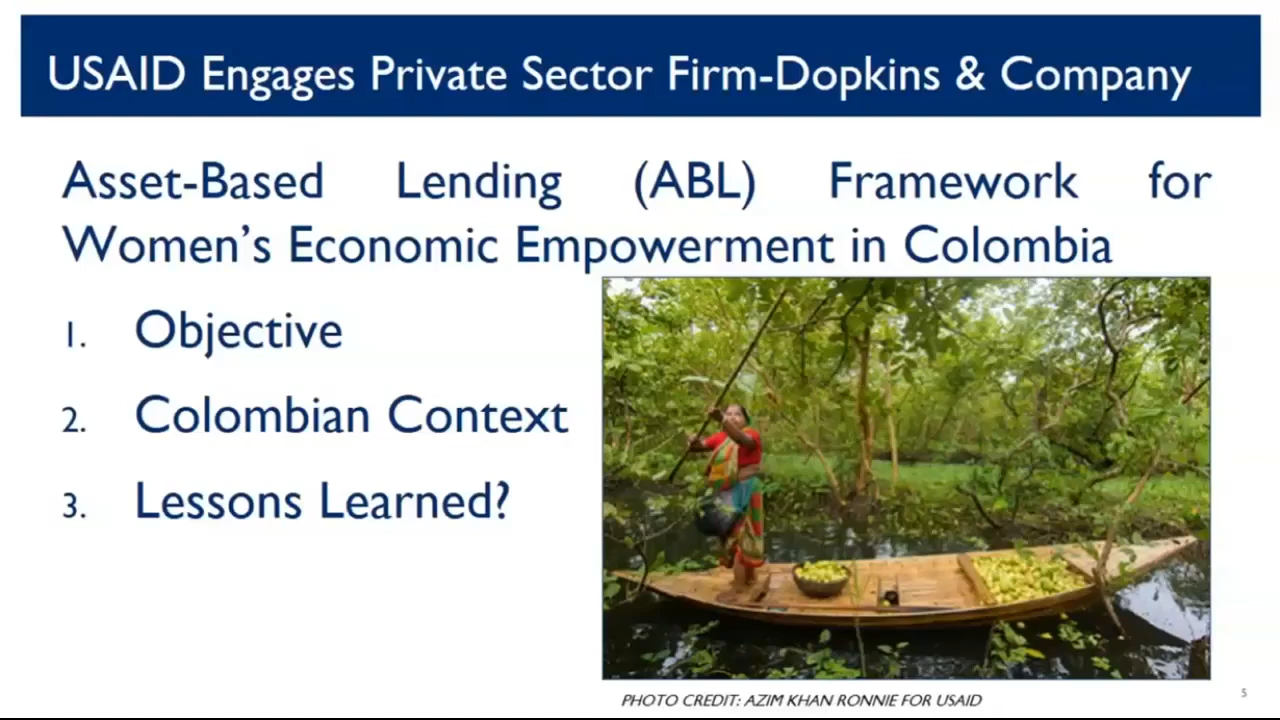 USAID Engages Private Sector Firm-Dopkins & Company
Asset-Based Lending (ABL) Framework for
Women's Economic Empowerment in Colombia
1. Objective
2. Colombian Context
3. Lessons Learned?
PHOTO CREDIT: AZIM KHAN RONNIE FOR USAID
5